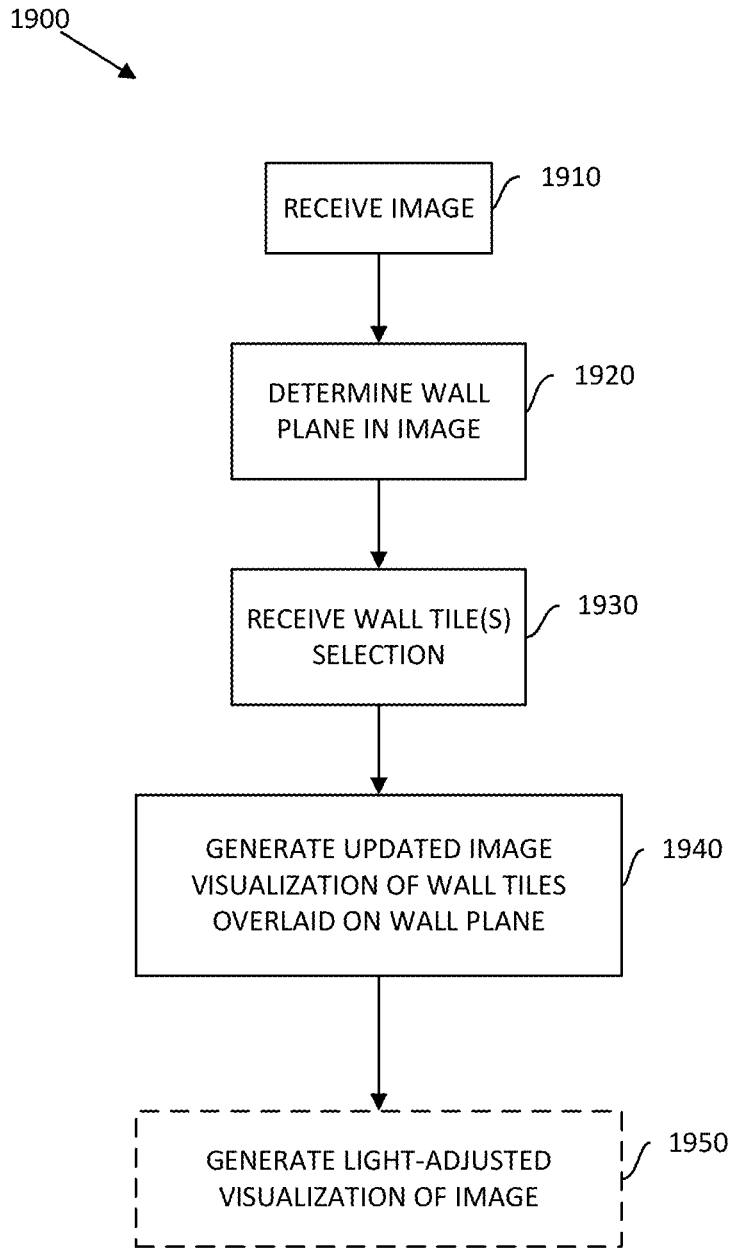 1900
RECEIVE IMAGE
1910
DETERMINE WALL
PLANE IN IMAGE
1920
RECEIVE WALL TILE(S)
SELECTION
1930
GENERATE UPDATED IMAGE
VISUALIZATION OF WALL TILES
OVERLAID ON WALL PLANE
1940
GENERATE LIGHT-ADJUSTED
VISUALIZATION OF IMAGE
1950